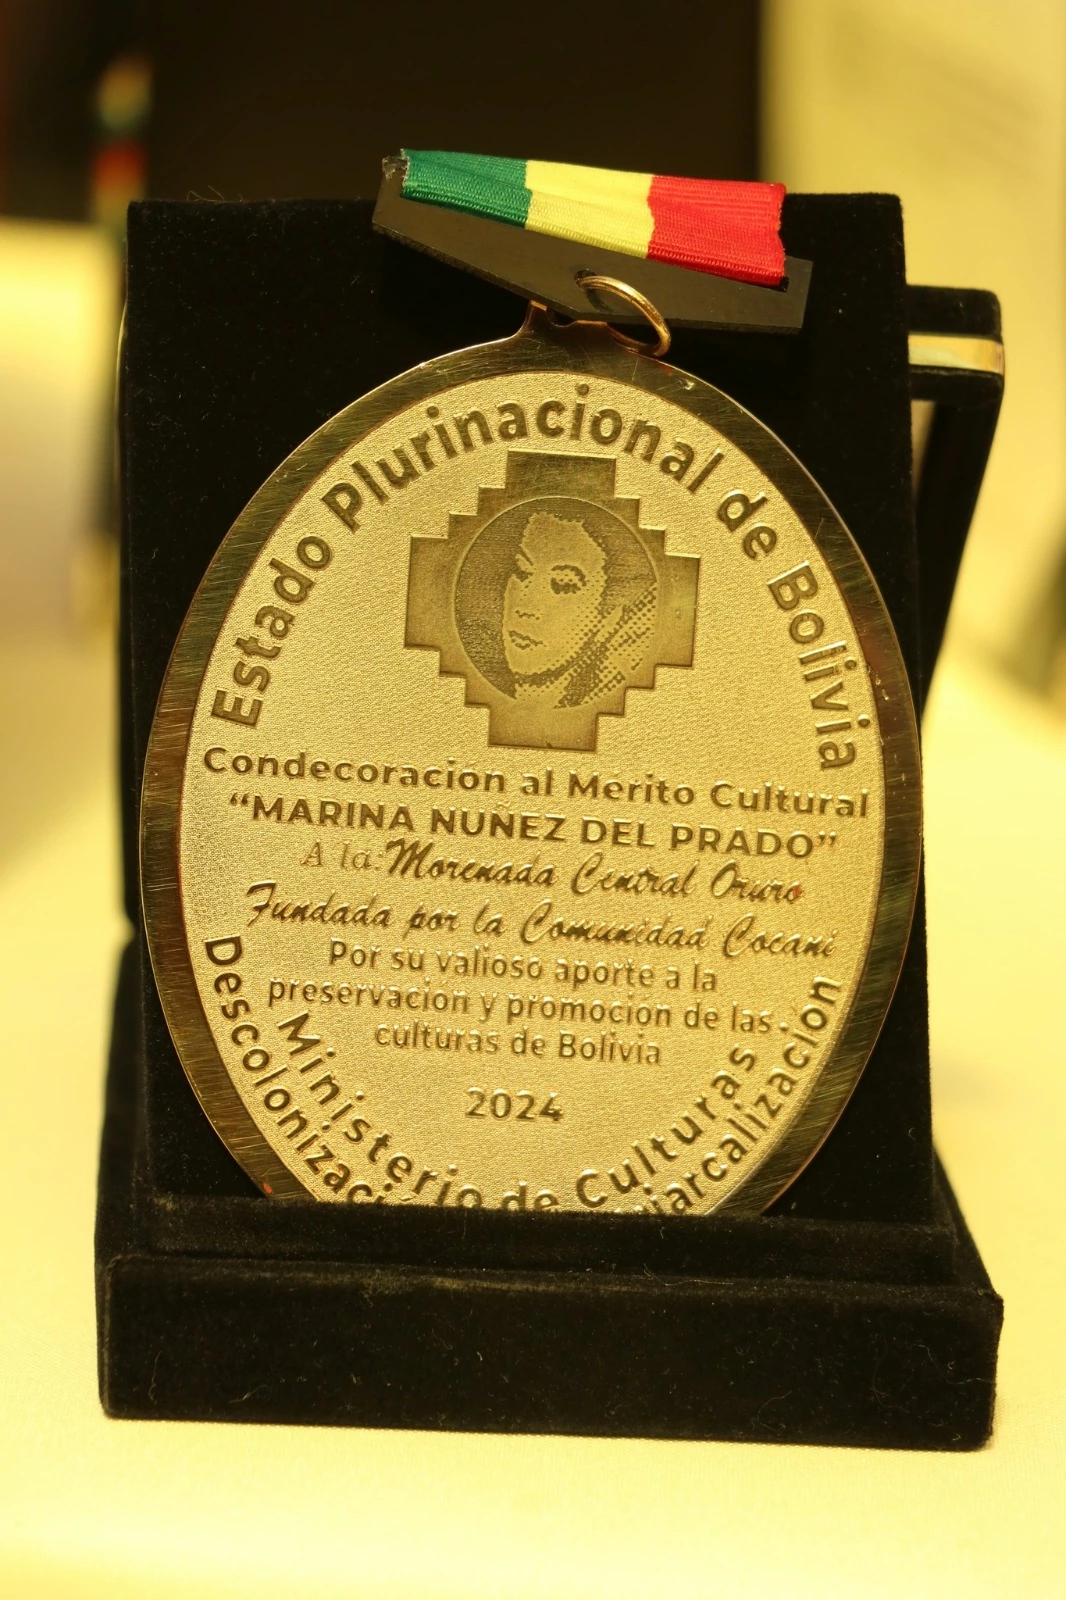 Estado Plurinacional de Bolivia
Condecoracion al Merito Cultural
“MARINA NUÑEZ DEL PRADO”
A la: Morenada Central Oruro
Fundada por la Comunidad Cocani
Por su valioso aporte a la
preservacion y promocion de las
culturas de Bolivia
2024
Ministerio de Culturas